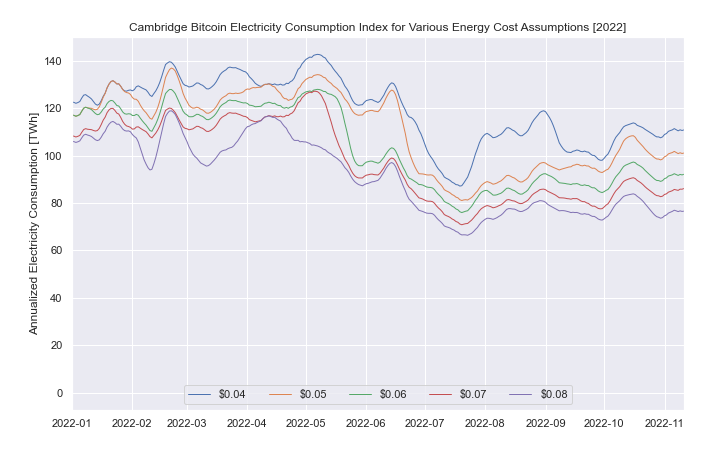 Cambridge Bitcoin Electricity Consumption Index for Various Energy Cost Assumptions [2022]
Annualized Electricity Consumption [TWh]
140
120
100
80
60
40
20
0
$0.04 $0.05 $0.06 $0.07 $0.08
2022-01 2022-02 2022-03 2022-04 2022-05 2022-06 2022-07 2022-08 2022-09 2022-10 2022-11